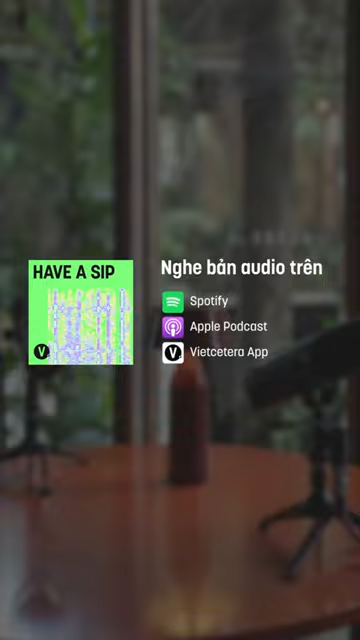 HAVE A SIP
V
Nghe bản audio trên
Spotify
Apple Podcast
V
Vietcetera App